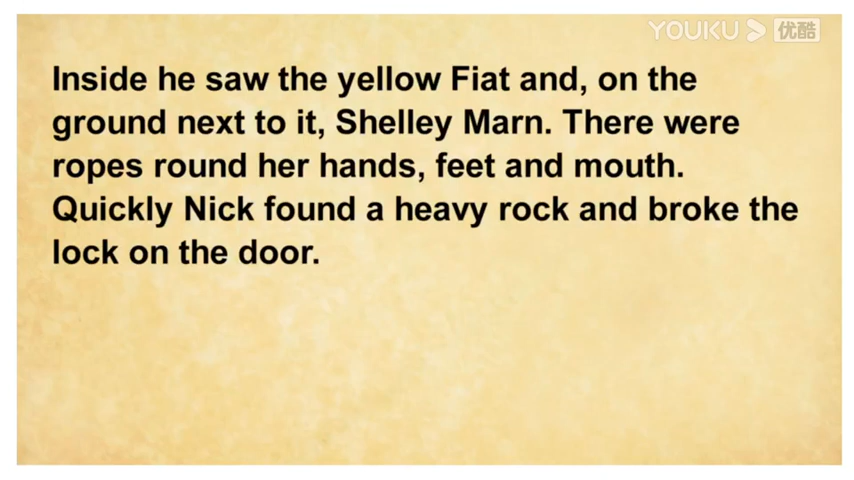 YOUKU 优酷
Inside he saw the yellow Fiat and, on the
ground next to it, Shelley Marn. There were
ropes round her hands, feet and mouth.
Quickly Nick found a heavy rock and broke the
lock on the door.